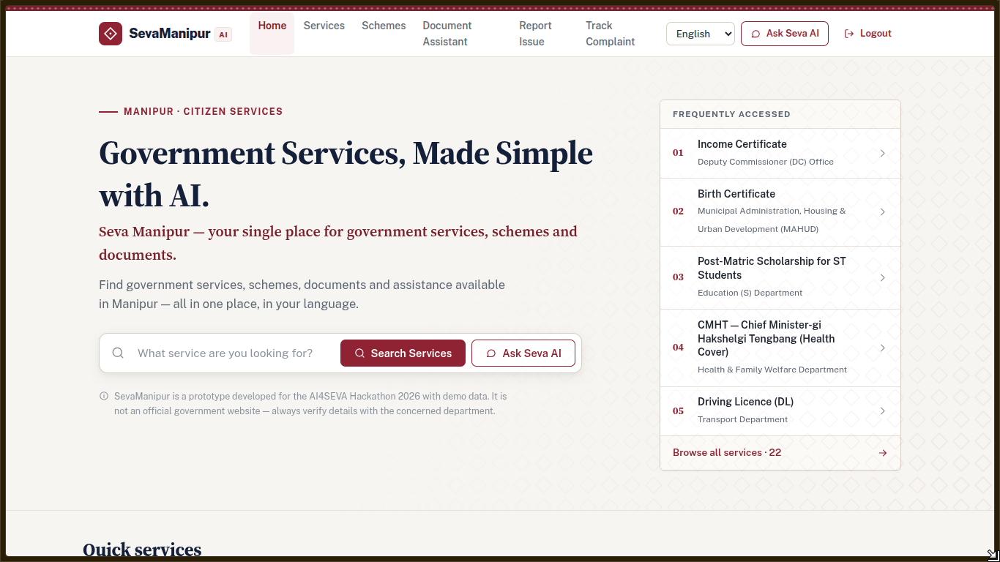 SevaManipur AI
Home
Services
Schemes
Document
Assistant
Report
Issue
Track
Complaint
English
Ask Seva AI
Logout
MANIPUR · CITIZEN SERVICES
Government Services, Made Simple
with AI.
Seva Manipur — your single place for government services, schemes and
documents.
Find government services, schemes, documents and assistance available
in Manipur — all in one place, in your language.
What service are you looking for?
Search Services
Ask Seva AI
SevaManipur is a prototype developed for the AI4SEVA Hackathon 2026 with demo data. It is
not an official government website — always verify details with the concerned department.
FREQUENTLY ACCESSED
01
Income Certificate
Deputy Commissioner (DC) Office
02
Birth Certificate
Municipal Administration, Housing &
Urban Development (MAHUD)
03
Post-Matric Scholarship for ST
Students
Education (S) Department
04
CMHT — Chief Minister-gi
Hakshelgi Tengbang (Health
Cover)
Health & Family Welfare Department
05
Driving Licence (DL)
Transport Department
Browse all services · 22
Quick services